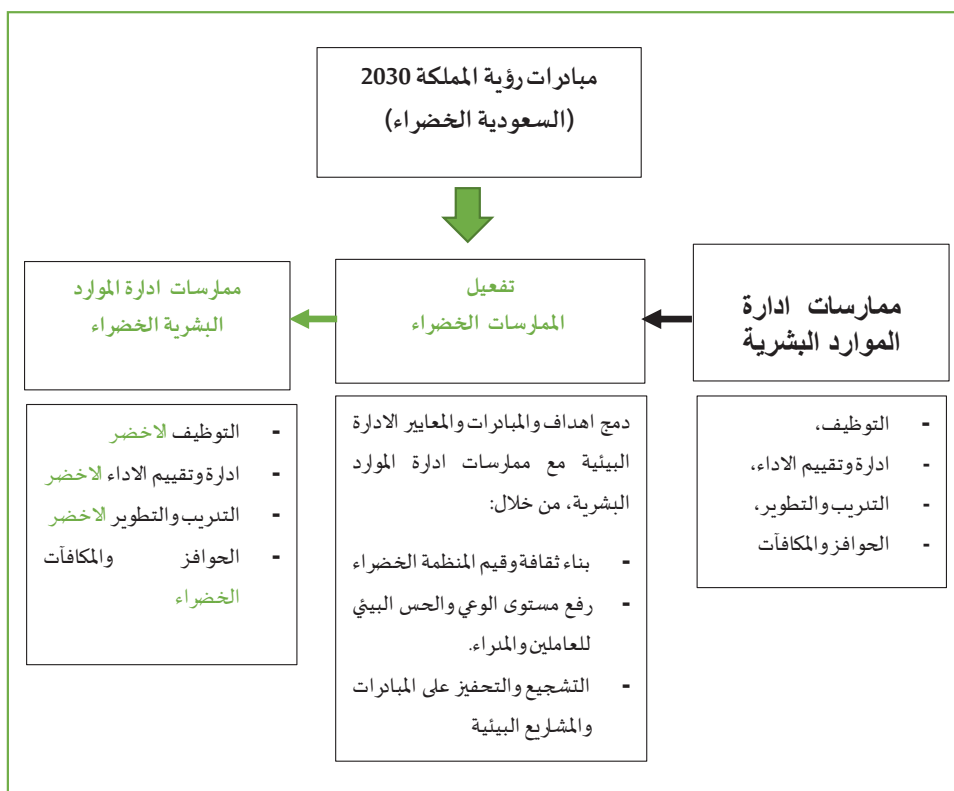 مبادرات رؤية المملكة 2030
(السعودية الخضراء)
ممارسات ادارة
الموارد البشرية
تفعيل
الممارسات الخضراء
ممارسات ادارة الموارد
البشرية الخضراء
- التوظيف،
- ادارة وتقييم الاداء،
- التدريب والتطوير،
- الحوافز والمكافآت
دمج اهداف والمبادرات والمعايير الادارة
البيئية مع ممارسات ادارة الموارد
البشرية، من خلال:
- بناء ثقافة وقيم المنظمة الخضراء
- رفع مستوى الوعي والحس البيئي
للعاملين والمدراء.
- التشجيع والتحفيز على المبادرات
والمشاريع البيئية
- التوظيف الاخضر
- ادارة وتقييم الاداء الاخضر
- التدريب والتطوير الاخضر
- الحوافز والمكافآت
الخضراء